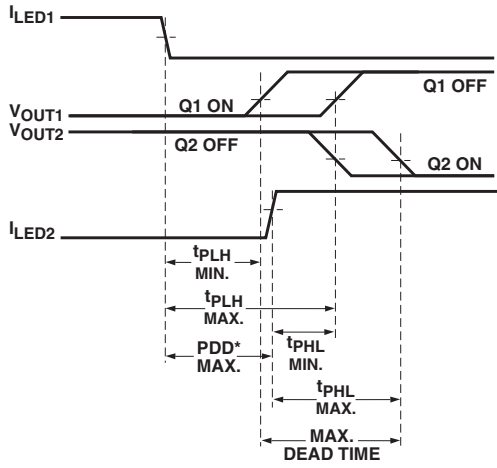 ILED1
Q1 ON
Q1 OFF
VOUT1
VOUT2
Q2 OFF
Q2 ON
ILED2
tPLH
MIN.
tPLH
MAX.
PDD*
MAX.
tPHL
MIN.
tPHL
MAX.
MAX.
DEAD TIME